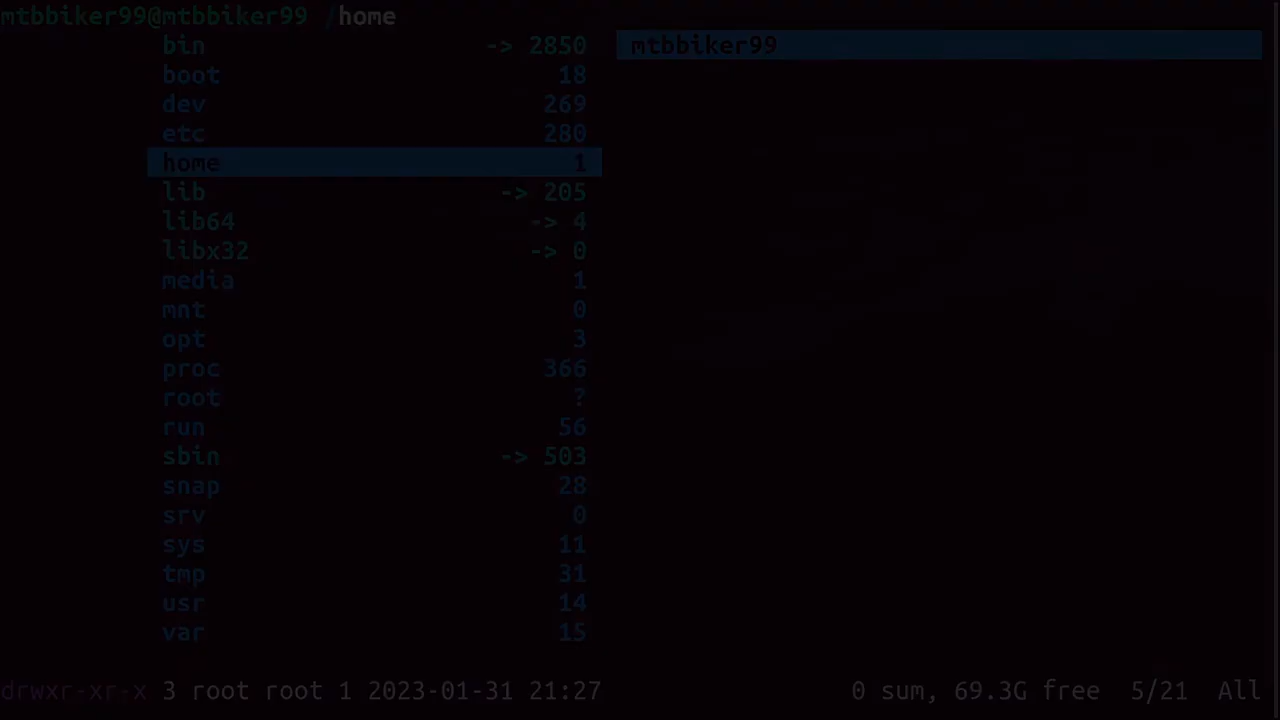 mtbbiker99@mtbbiker99 /home
bin -> 2850 mtbbiker99
boot 18
dev 269
etc 280
home 1
lib -> 205
lib64 -> 4
libx32 -> 0
media 1
mnt 0
opt 3
proc 366
root ?
run 56
sbin -> 503
snap 28
srv 0
sys 11
tmp 31
usr 14
var 15
drwxr-xr-x 3 root root 1 2023-01-31 21:27 0 sum, 69.3G free 5/21 All